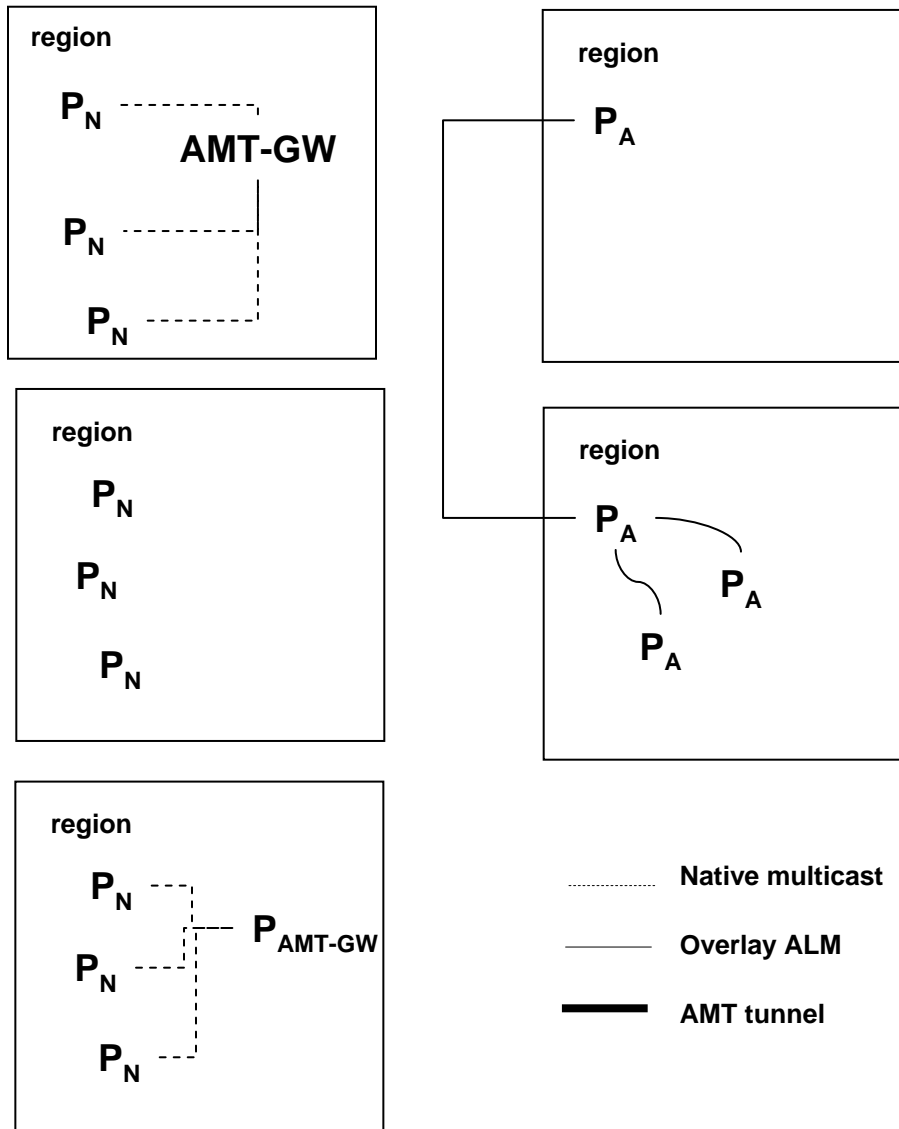 region
P_N
AMT-GW
P_N
P_N
region
P_A
region
P_N
P_N
P_N
region
P_A
P_A
P_A
region
P_N
P_AMT-GW
P_N
P_N
Native multicast
Overlay ALM
AMT tunnel